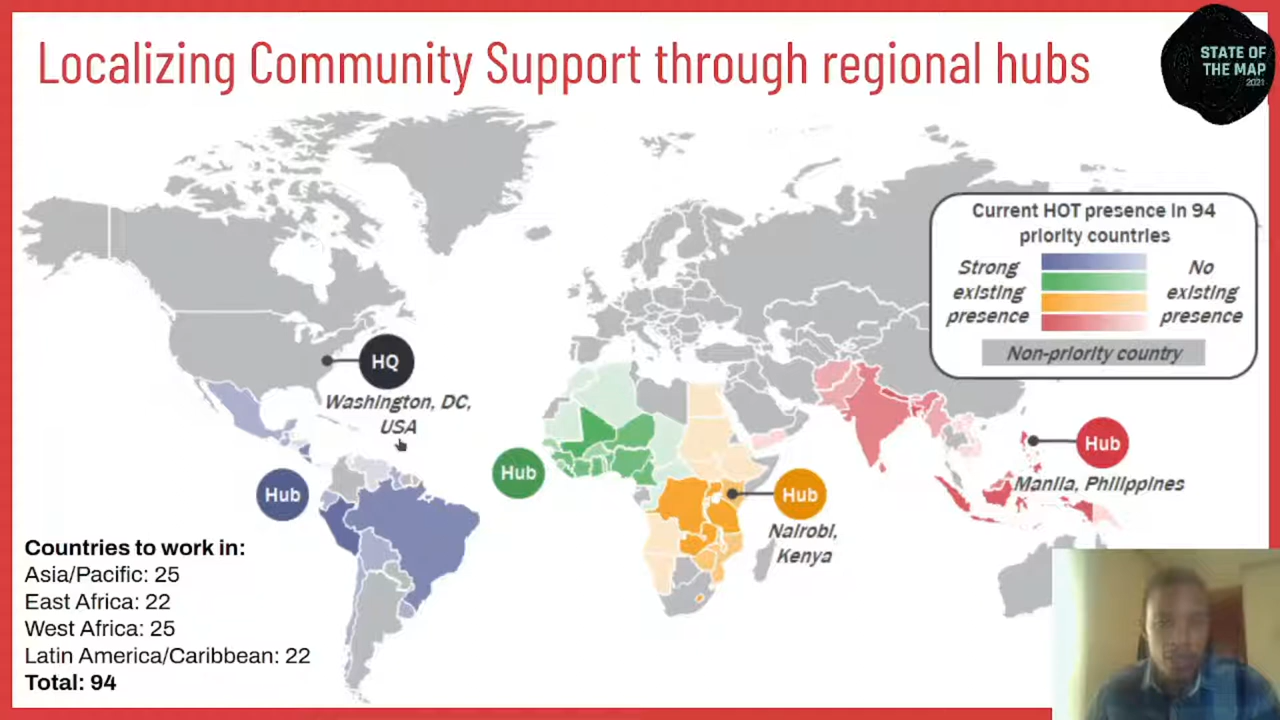 Localizing Community Support through regional hubs
STATE OF
THE MAP
2021
Current HOT presence in 94
priority countries
Strong
existing
presence
No
existing
presence
Non-priority country
HQ
Washington, DC,
USA
Hub
Hub
Hub
Nairobi,
Kenya
Hub
Manila, Philippines
Countries to work in:
Asia/Pacific: 25
East Africa: 22
West Africa: 25
Latin America/Caribbean: 22
Total: 94